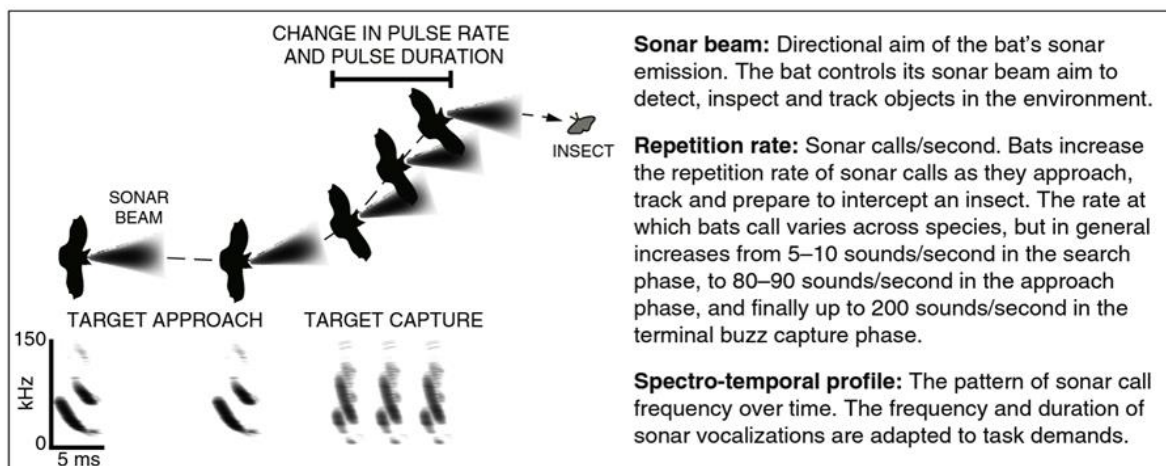 CHANGE IN PULSE RATE
AND PULSE DURATION
INSECT
SONAR
BEAM
TARGET APPROACH
TARGET CAPTURE
150
kHz
0
5 ms
Sonar beam: Directional aim of the bat's sonar
emission. The bat controls its sonar beam aim to
detect, inspect and track objects in the environment.
Repetition rate: Sonar calls/second. Bats increase
the repetition rate of sonar calls as they approach,
track and prepare to intercept an insect. The rate at
which bats call varies across species, but in general
increases from 5–10 sounds/second in the search
phase, to 80–90 sounds/second in the approach
phase, and finally up to 200 sounds/second in the
terminal buzz capture phase.
Spectro-temporal profile: The pattern of sonar call
frequency over time. The frequency and duration of
sonar vocalizations are adapted to task demands.